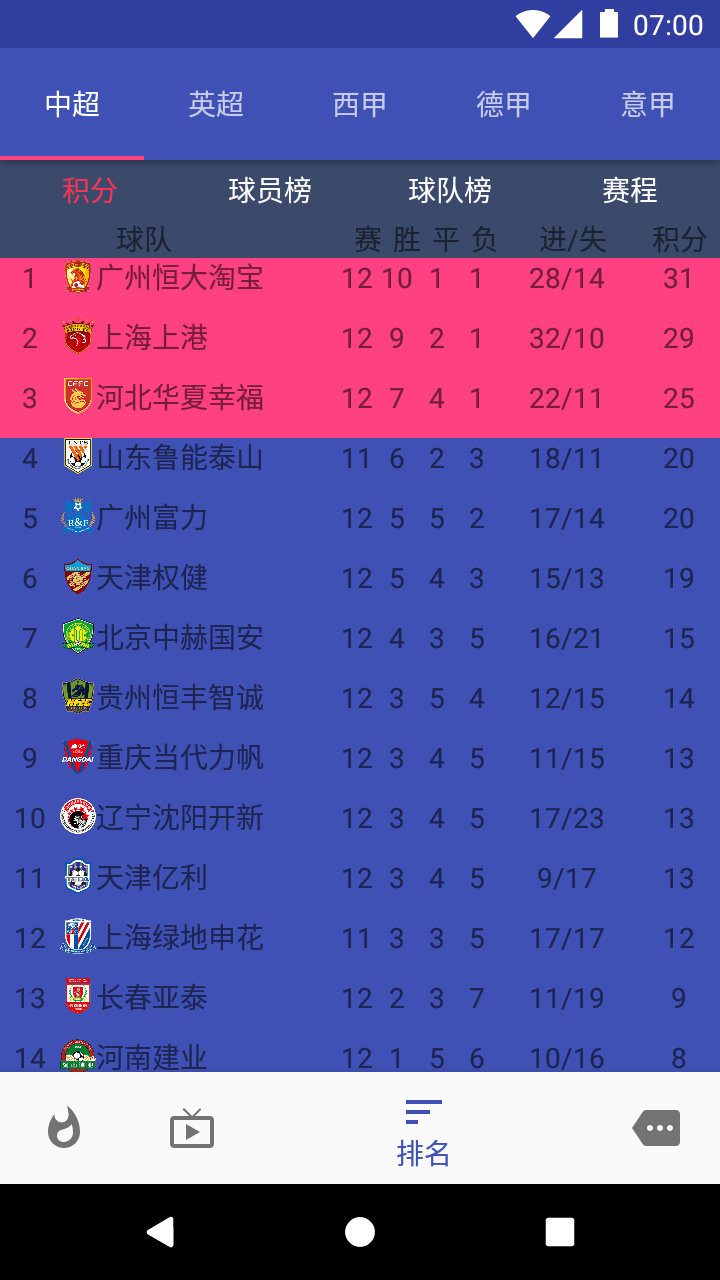 07:00
中超 英超 西甲 德甲 意甲
积分 球员榜 球队榜 赛程
球队 赛 胜 平 负 进/失 积分
1 广州恒大淘宝 12 10 1 1 28/14 31
2 上海上港 12 9 2 1 32/10 29
3 河北华夏幸福 12 7 4 1 22/11 25
4 山东鲁能泰山 11 6 2 3 18/11 20
5 R&F 广州富力 12 5 5 2 17/14 20
6 天津权健 12 5 4 3 15/13 19
7 北京中赫国安 12 4 3 5 16/21 15
8 贵州恒丰智诚 12 3 5 4 12/15 14
9 DANGDAI 重庆当代力帆 12 3 4 5 11/15 13
10 辽宁沈阳开新 12 3 4 5 17/23 13
11 天津亿利 12 3 4 5 9/17 13
12 上海绿地申花 11 3 3 5 17/17 12
13 长春亚泰 12 2 3 7 11/19 9
14 河南建业 12 1 5 6 10/16 8
排名